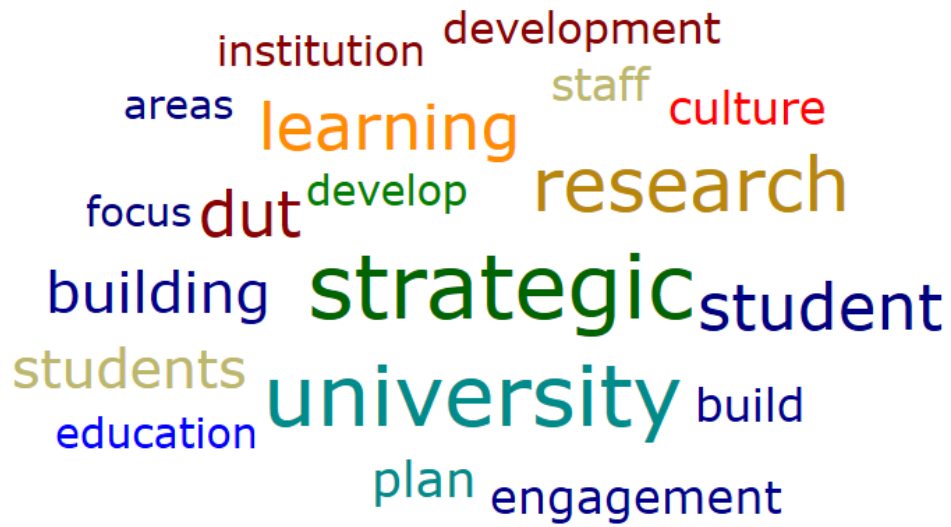 development
institution
staff
areas
learning
culture
develop
research
focus
dut
building
strategic
student
students
university
build
education
plan
engagement